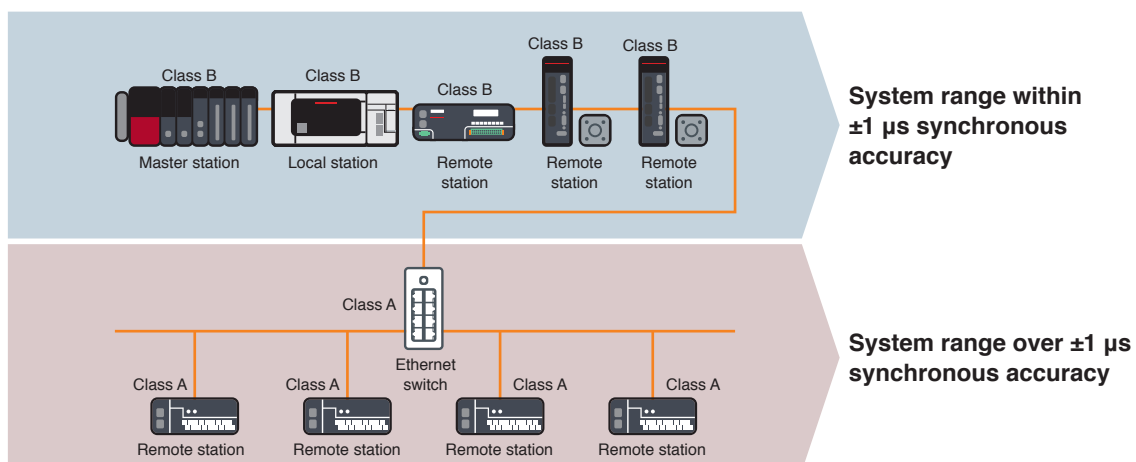 Class B
Class B
Class B
Class B
Class B
Master station
Local station
Remote
station
Remote
station
Remote
station
System range within
±1 µs synchronous
accuracy
Class A
Ethernet
switch
Class A
Class A
Class A
Class A
Remote station
Remote station
Remote station
Remote station
System range over ±1 µs
synchronous accuracy